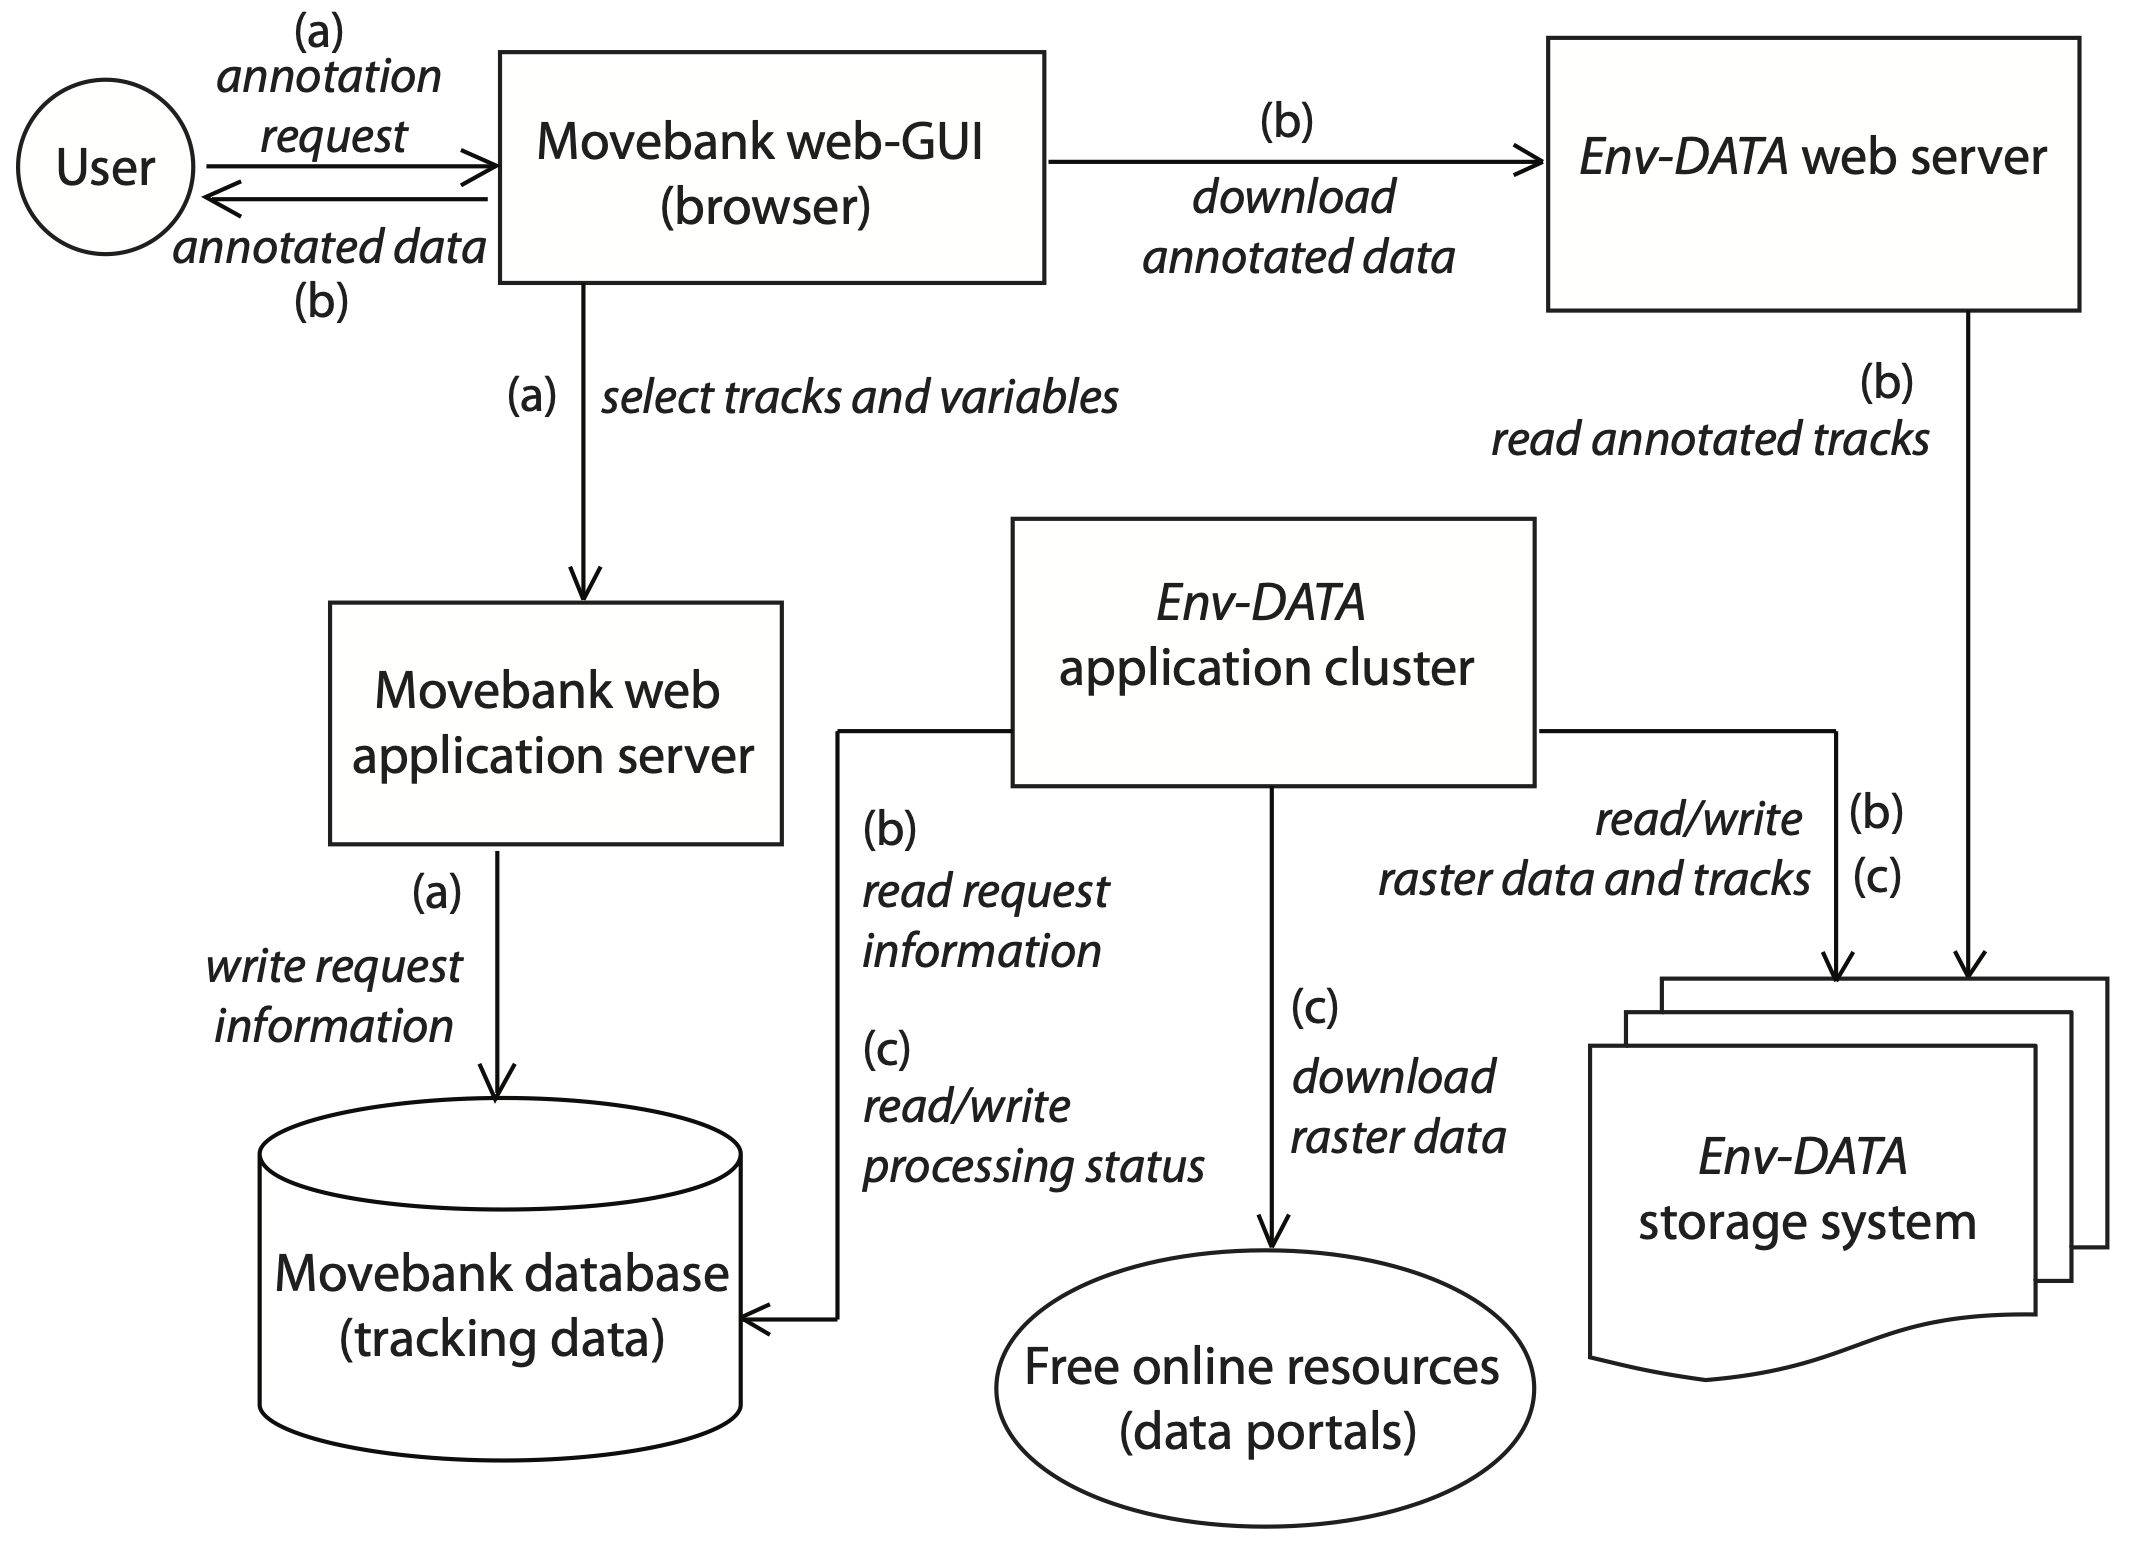 (a)
annotation
request
User
annotated data
(b)
Movebank web-GUI
(browser)
(b)
download
annotated data
Env-DATA web server
(a)
select tracks and variables
(b)
read annotated tracks
Movebank web
application server
Env-DATA
application cluster
(a)
write request
information
(b)
read request
information
(c)
read/write
processing status
(c)
download
raster data
read/write
raster data and tracks
(b)
(c)
Movebank database
(tracking data)
Free online resources
(data portals)
Env-DATA
storage system